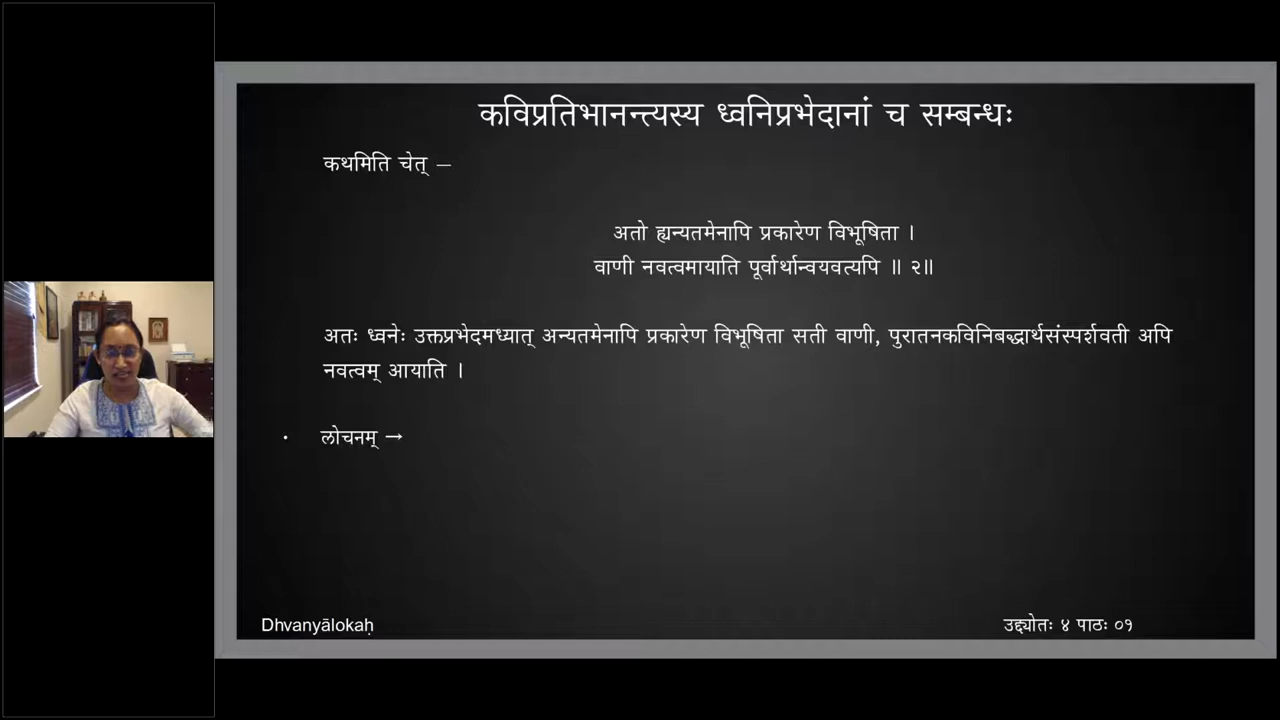 कविप्रतिभानन्त्यस्य ध्वनिप्रभेदानां च सम्बन्धः
कथमिति चेत् –
अतो ह्यन्यतमेनापि प्रकारेण विभूषिता ।
वाणी नवत्वमायाति पूर्वार्थान्वयवत्यपि ॥ २॥
अतः ध्वनेः उक्तप्रभेदमध्यात् अन्यतमेनापि प्रकारेण विभूषिता सती वाणी, पुरातनकविनिबद्धार्थसंस्पर्शवती अपि
नवत्वम् आयाति ।
· लोचनम् →
Dhvanyālokaḥ
उद्द्योतः ४ पाठः ०१